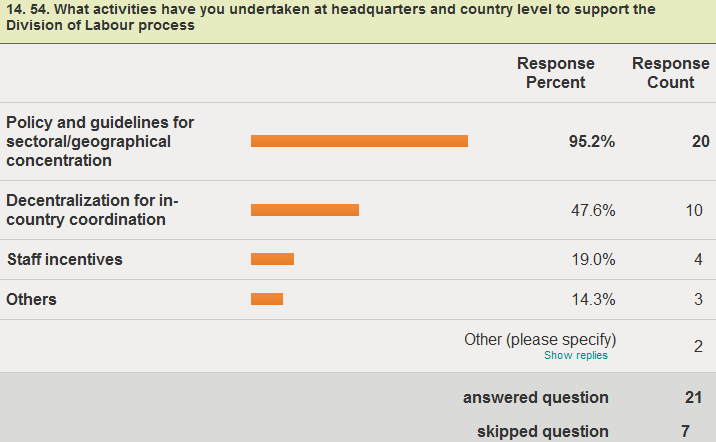 14. 54. What activities have you undertaken at headquarters and country level to support the
Division of Labour process
Response Percent
Response Count
Policy and guidelines for
sectoral/geographical
concentration
95.2%
20
Decentralization for in-
country coordination
47.6%
10
Staff incentives
19.0%
4
Others
14.3%
3
Other (please specify)
Show replies
2
answered question
21
skipped question
7